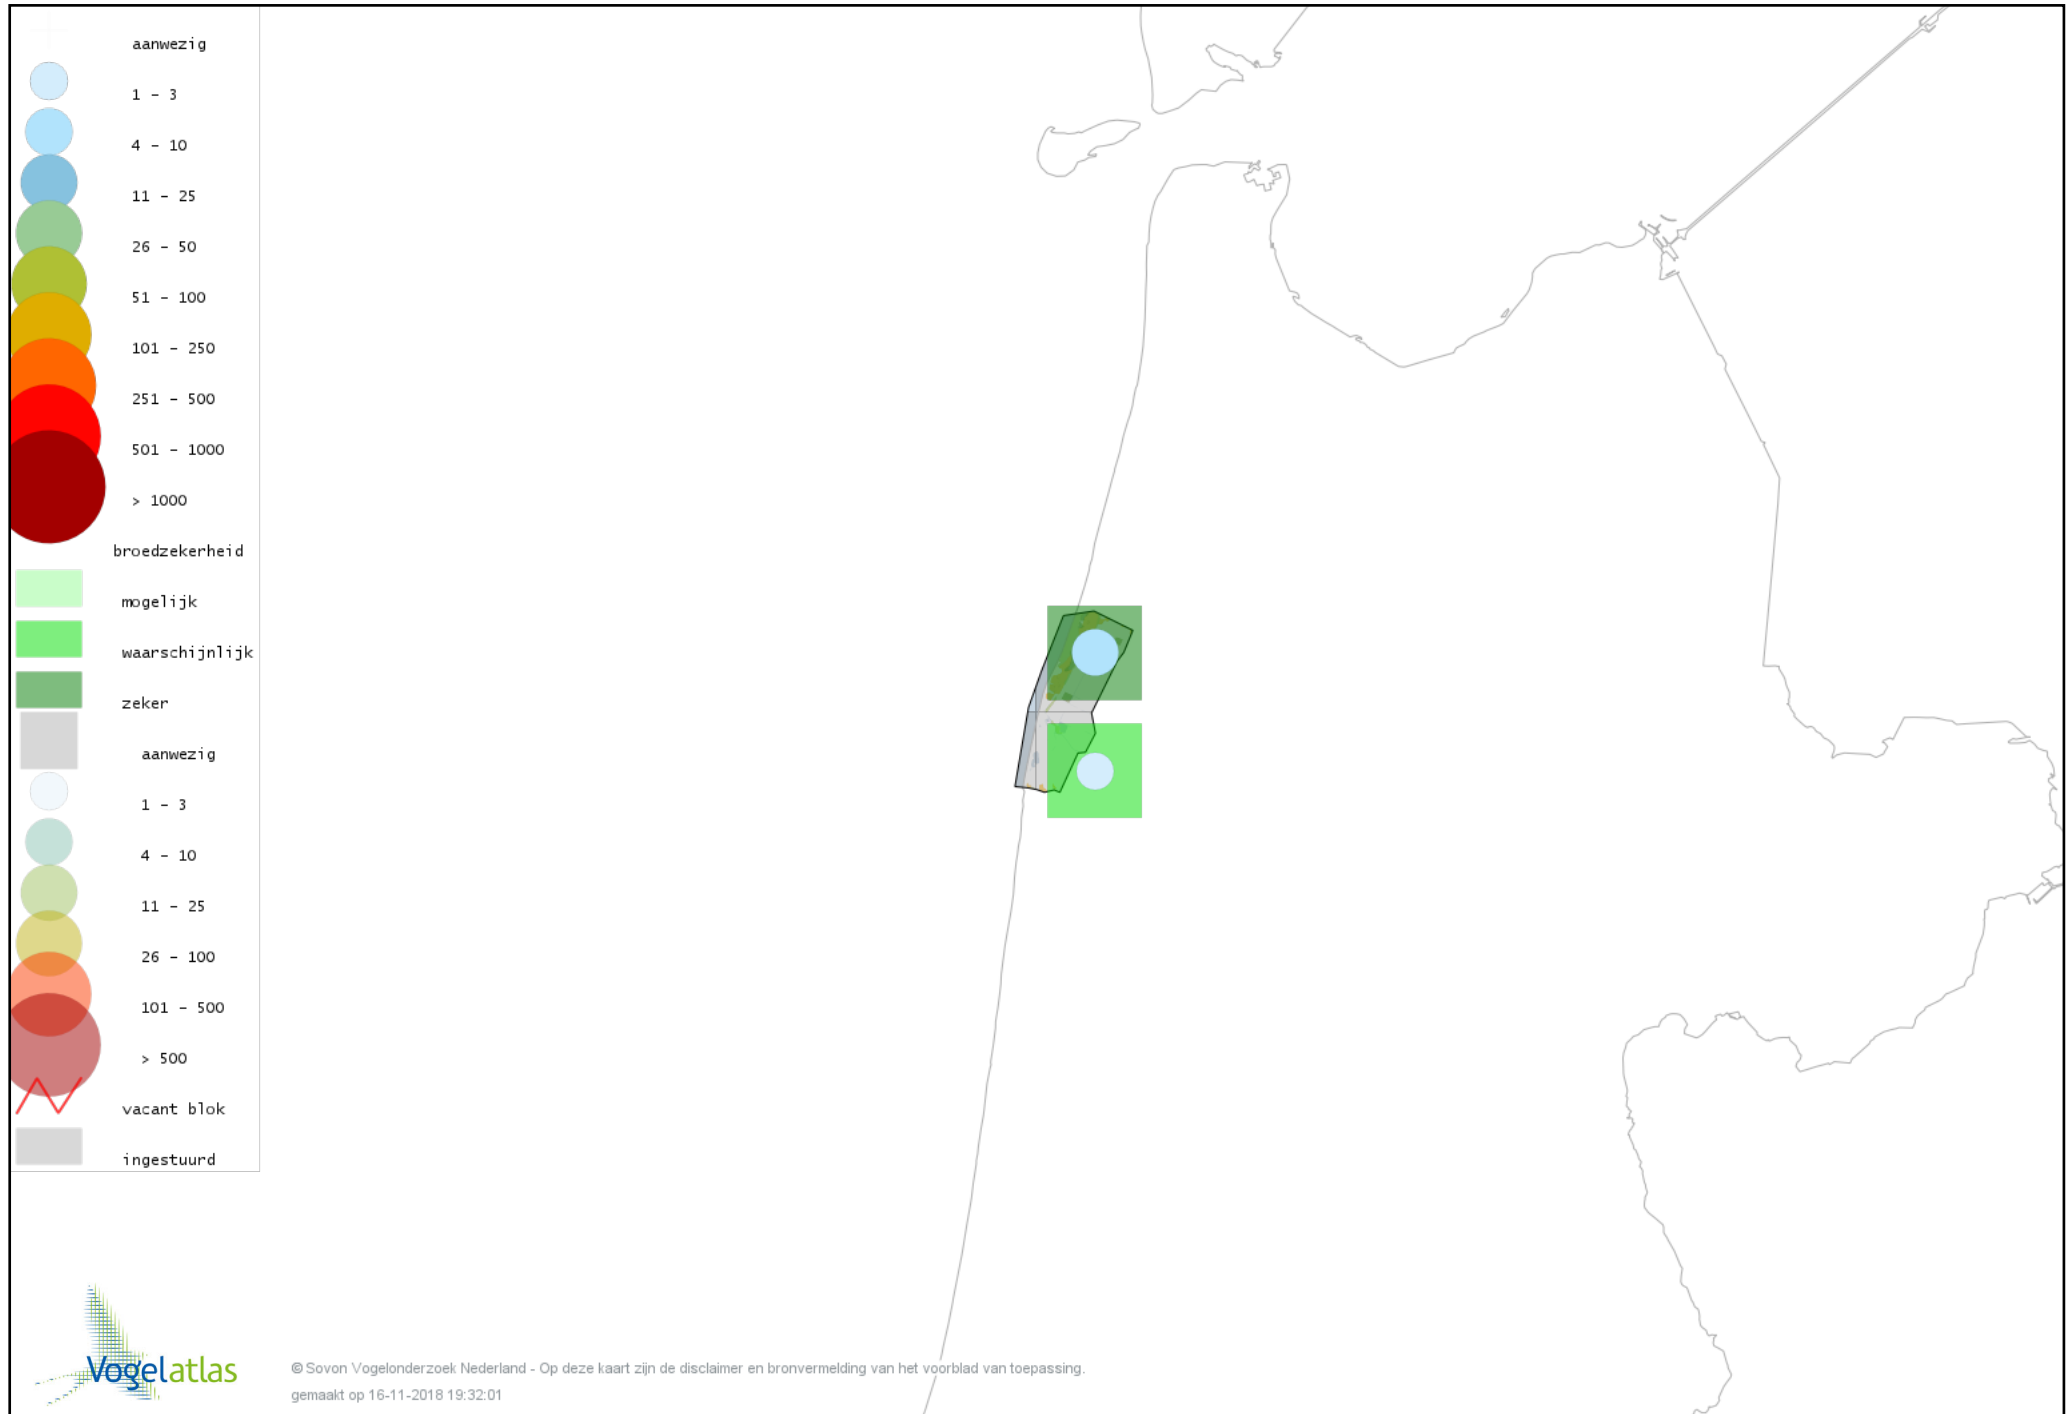 aanwezig
1 – 3
4 – 10
11 – 25
26 – 50
51 – 100
101 – 250
251 – 500
501 – 1000
> 1000
broedzekerheid
mogelijk
waarschijnlijk
zeker
aanwezig
1 – 3
4 – 10
11 – 25
26 – 100
101 – 500
> 500
vacant blok
ingestuurd
Vogelatlas
© Sovon Vogelonderzoek Nederland - Op deze kaart zijn de disclaimer en bronvermelding van het voorblad van toepassing.
gemaakt op 16-11-2018 19:32:01